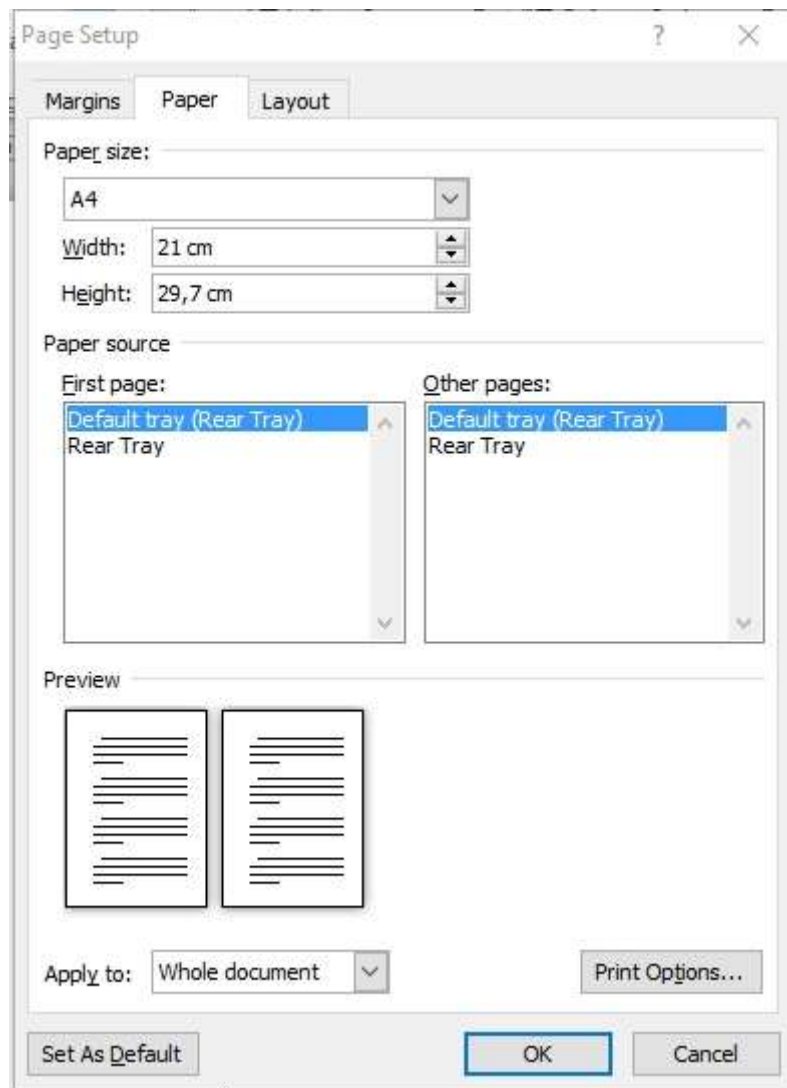 Page Setup ?
Margins Paper Layout
Paper size:
A4
Width: 21 cm
Height: 29,7 cm
Paper source
First page: Other pages:
Default tray (Rear Tray) Default tray (Rear Tray)
Rear Tray Rear Tray
Preview
Apply to: Whole document Print Options...
Set As Default OK Cancel